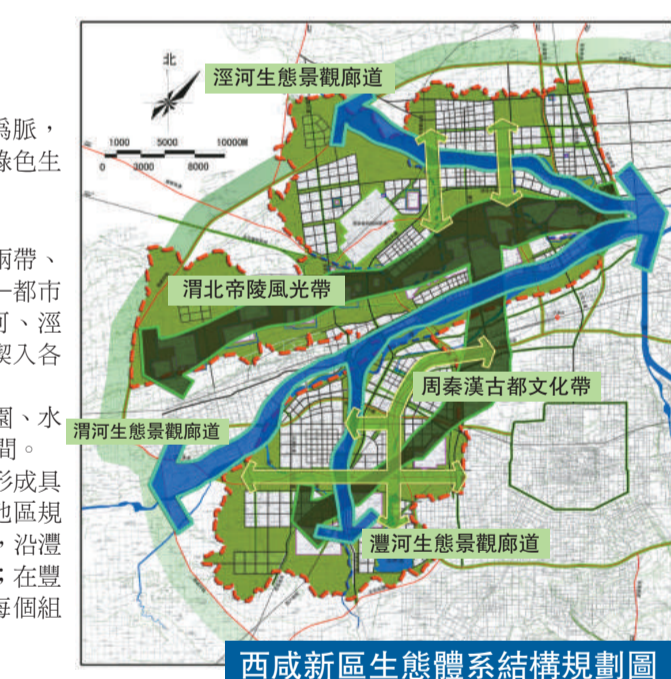 爲脈，
綠色生
兩帶、
—都市
河、涇
楔入各
園、水
間。
形成具
地區規
，沿灃
；在豐
每個組
北
1000 5000 10000M
0 3000 8000
涇河生態景觀廊道
渭北帝陵風光帶
周秦漢古都文化帶
渭河生態景觀廊道
灃河生態景觀廊道
西咸新區生態體系結構規劃圖